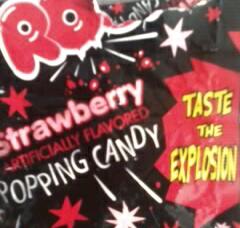 Strawberry
ARTIFICIALLY FLAVORED
POPPING CANDY
TASTE
THE
EXPLOSION